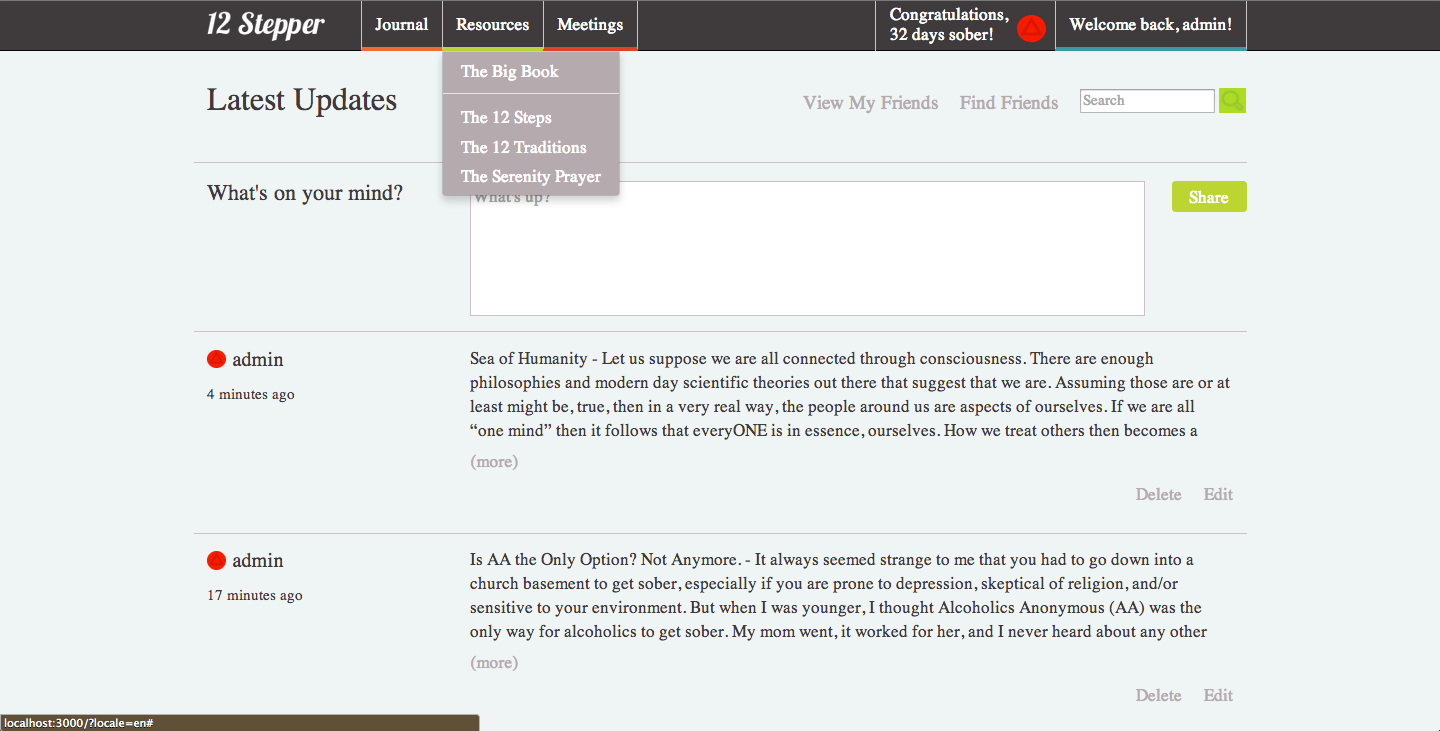 12 Stepper
Journal
Resources
Meetings
Congratulations,
32 days sober!
Welcome back, admin!
The Big Book
The 12 Steps
The 12 Traditions
The Serenity Prayer
Latest Updates
View My Friends
Find Friends
Search
What's on your mind?
What's up?
Share
admin
4 minutes ago
Sea of Humanity - Let us suppose we are all connected through consciousness. There are enough
philosophies and modern day scientific theories out there that suggest that we are. Assuming those are or at
least might be, true, then in a very real way, the people around us are aspects of ourselves. If we are all
“one mind” then it follows that everyONE is in essence, ourselves. How we treat others then becomes a
(more)
Delete
Edit
admin
17 minutes ago
Is AA the Only Option? Not Anymore. - It always seemed strange to me that you had to go down into a
church basement to get sober, especially if you are prone to depression, skeptical of religion, and/or
sensitive to your environment. But when I was younger, I thought Alcoholics Anonymous (AA) was the
only way for alcoholics to get sober. My mom went, it worked for her, and I never heard about any other
(more)
Delete
Edit
localhost:3000/?locale=en#